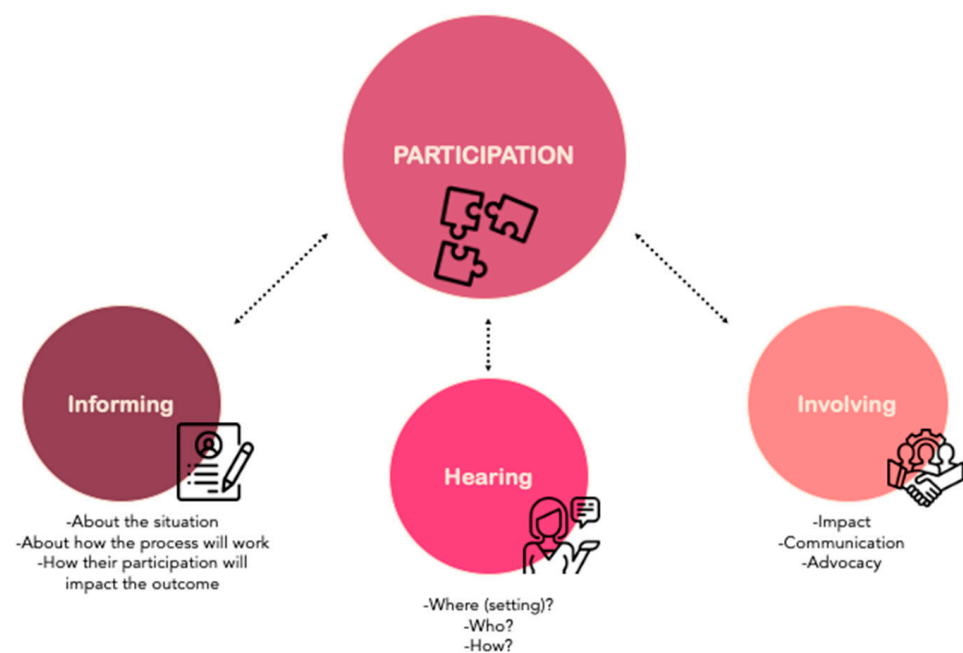 PARTICIPATION
Informing
-About the situation
-About how the process will work
-How their participation will
impact the outcome
Hearing
-Where (setting)?
-Who?
-How?
Involving
-Impact
-Communication
-Advocacy